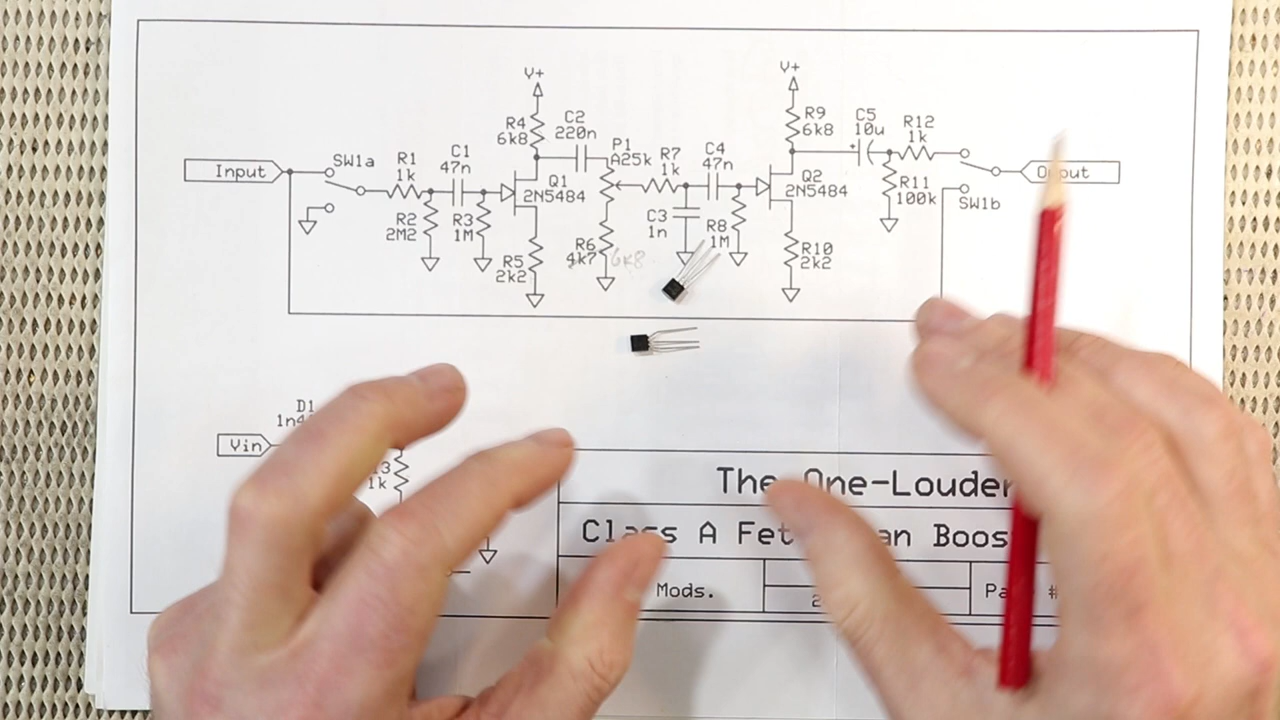 V+
V+
R4
6k8
C2
220n
R9
6k8
C5
10u
R12
1k
Input
SW1a
R1
1k
C1
47n
Q1
2N5484
P1
A25k
R7
1k
C4
47n
Q2
2N5484
R11
100k
SW1b
R2
2M2
R3
1M
R5
2k2
R6
4k7
6k8
C3
1n
R8
1M
R10
2k2
D1
Vin
1k
The One-Louder
Class A Fet
Mods.